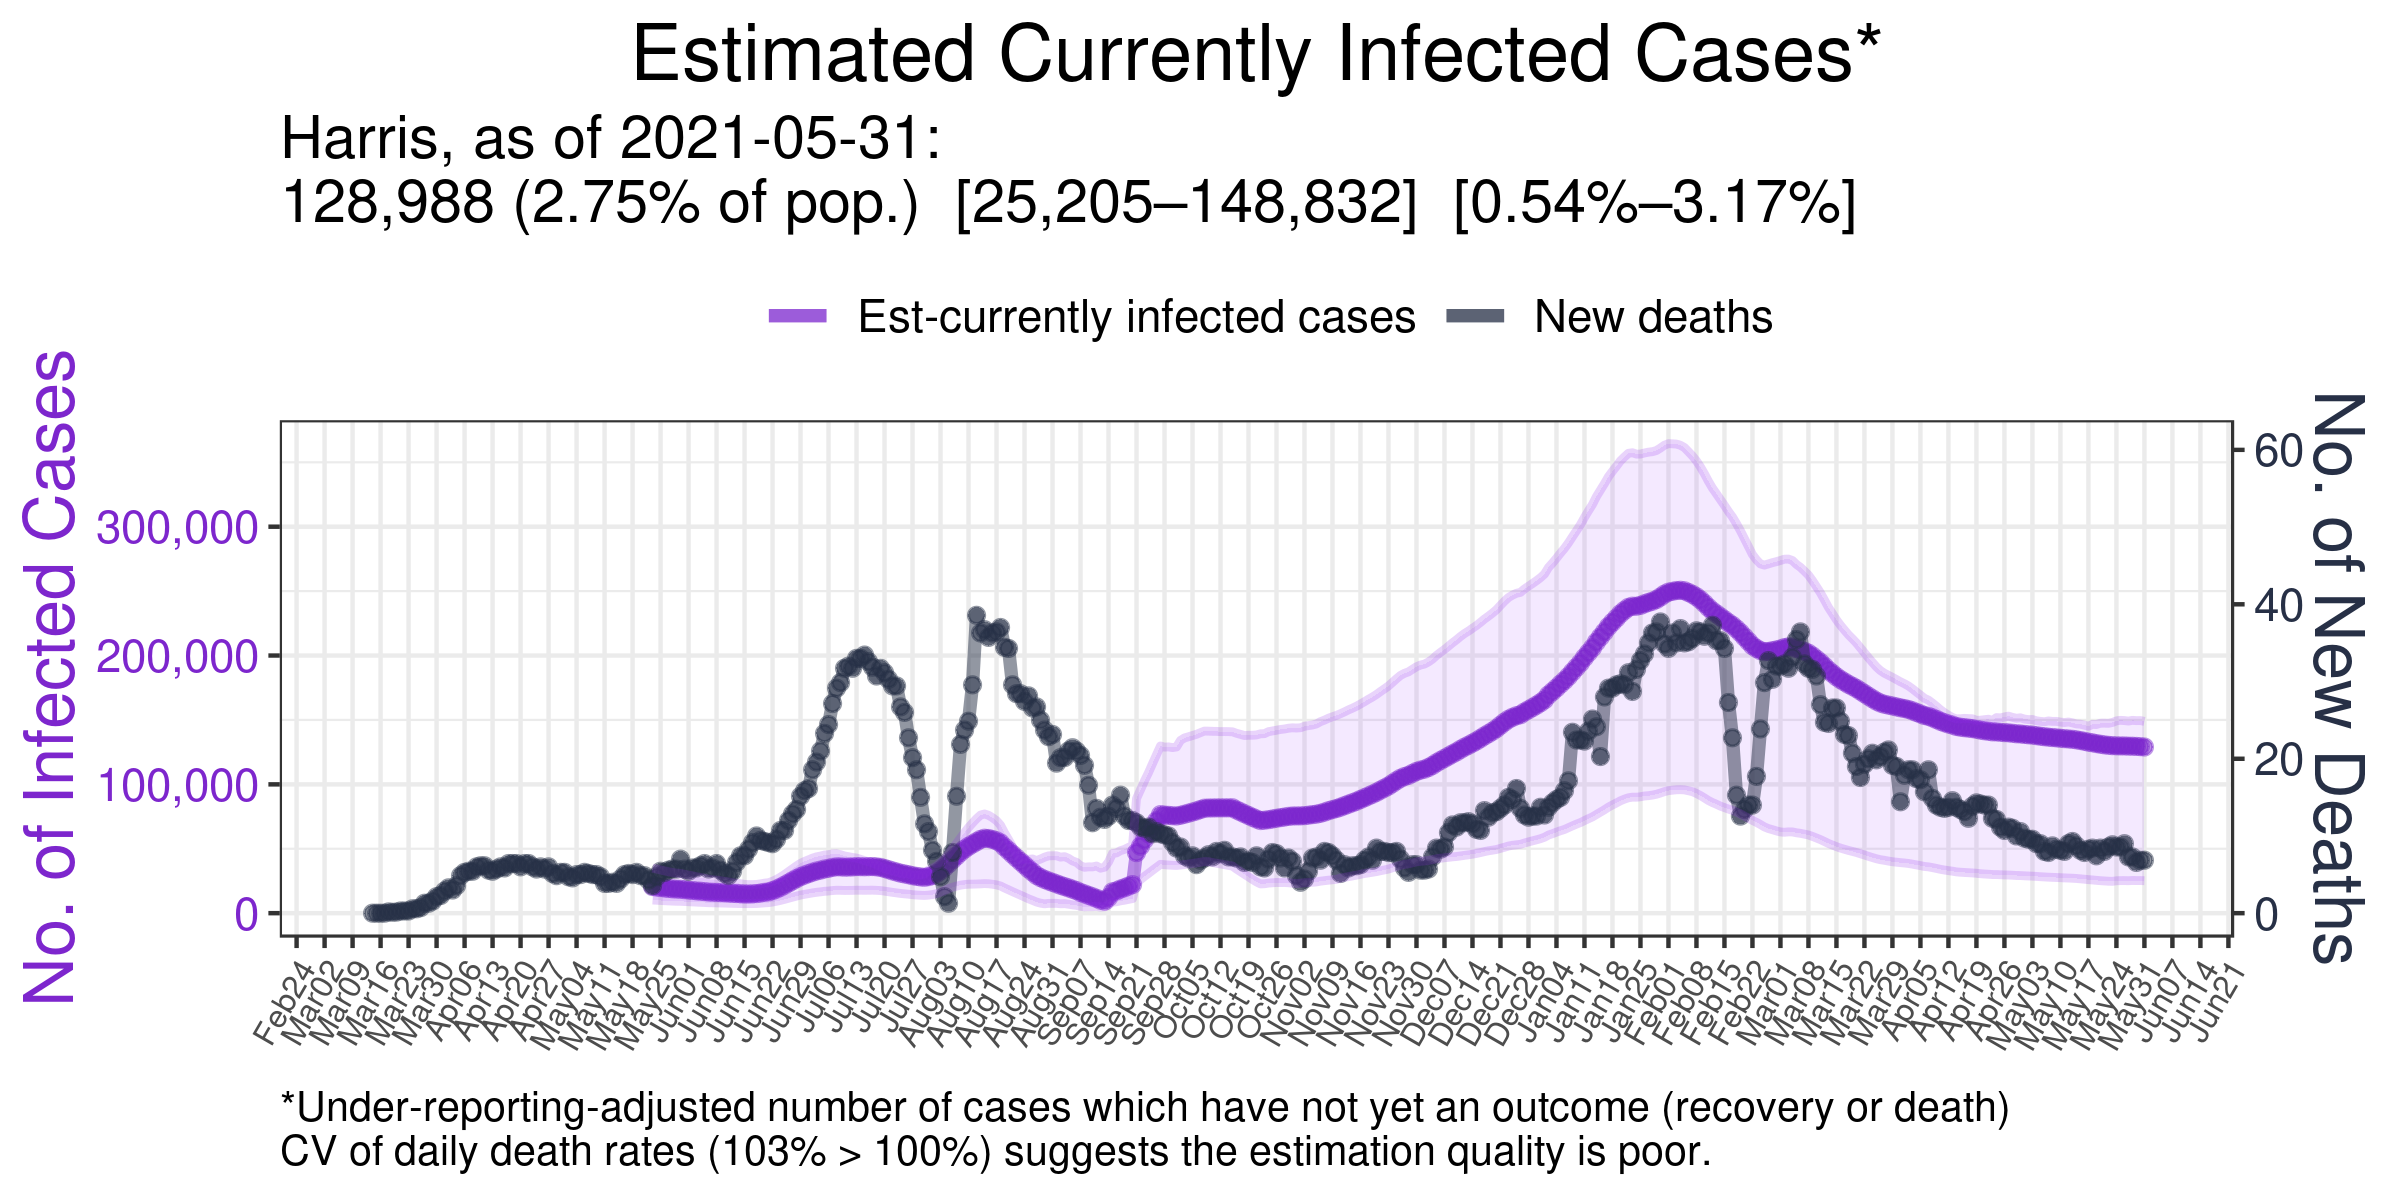 Estimated Currently Infected Cases*
Harris, as of 2021-05-31:
128,988 (2.75% of pop.)  [25,205–148,832]  [0.54%–3.17%]
Est-currently infected cases
New deaths
No. of Infected Cases
300,000
200,000
100,000
0
60
40
20
0
No. of New Deaths
Feb24
Mar02
Mar09
Mar16
Mar23
Mar30
Apr06
Apr13
Apr20
Apr27
May04
May11
May18
May25
Jun01
Jun08
Jun15
Jun22
Jun29
Jul06
Jul13
Jul20
Jul27
Aug03
Aug10
Aug17
Aug24
Aug31
Sep07
Sep14
Sep21
Sep28
Oct05
Oct12
Oct19
Oct26
Nov02
Nov09
Nov16
Nov23
Nov30
Dec07
Dec14
Dec21
Dec28
Jan04
Jan11
Jan18
Jan25
Feb01
Feb08
Feb15
Feb22
Mar01
Mar08
Mar15
Mar22
Mar29
Apr05
Apr12
Apr19
Apr26
May03
May10
May17
May24
May31
Jun07
Jun14
Jun21
*Under-reporting-adjusted number of cases which have not yet an outcome (recovery or death)
CV of daily death rates (103% > 100%) suggests the estimation quality is poor.